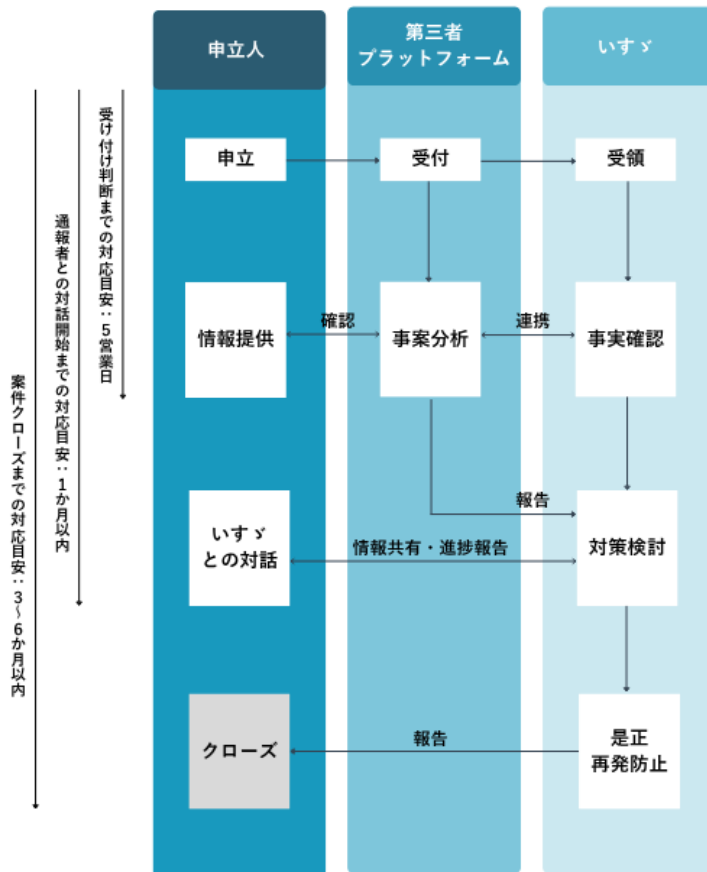 申立人
第三者
プラットフォーム
いすゞ
受け付け判断までの対応目安：5営業日
通報者との対話開始までの対応目安：1か月以内
案件クローズまでの対応目安：3〜6か月以内
申立
受付
受領
情報提供
確認
事案分析
連携
事実確認
報告
いすゞ
との対話
情報共有・進捗報告
対策検討
クローズ
報告
是正
再発防止